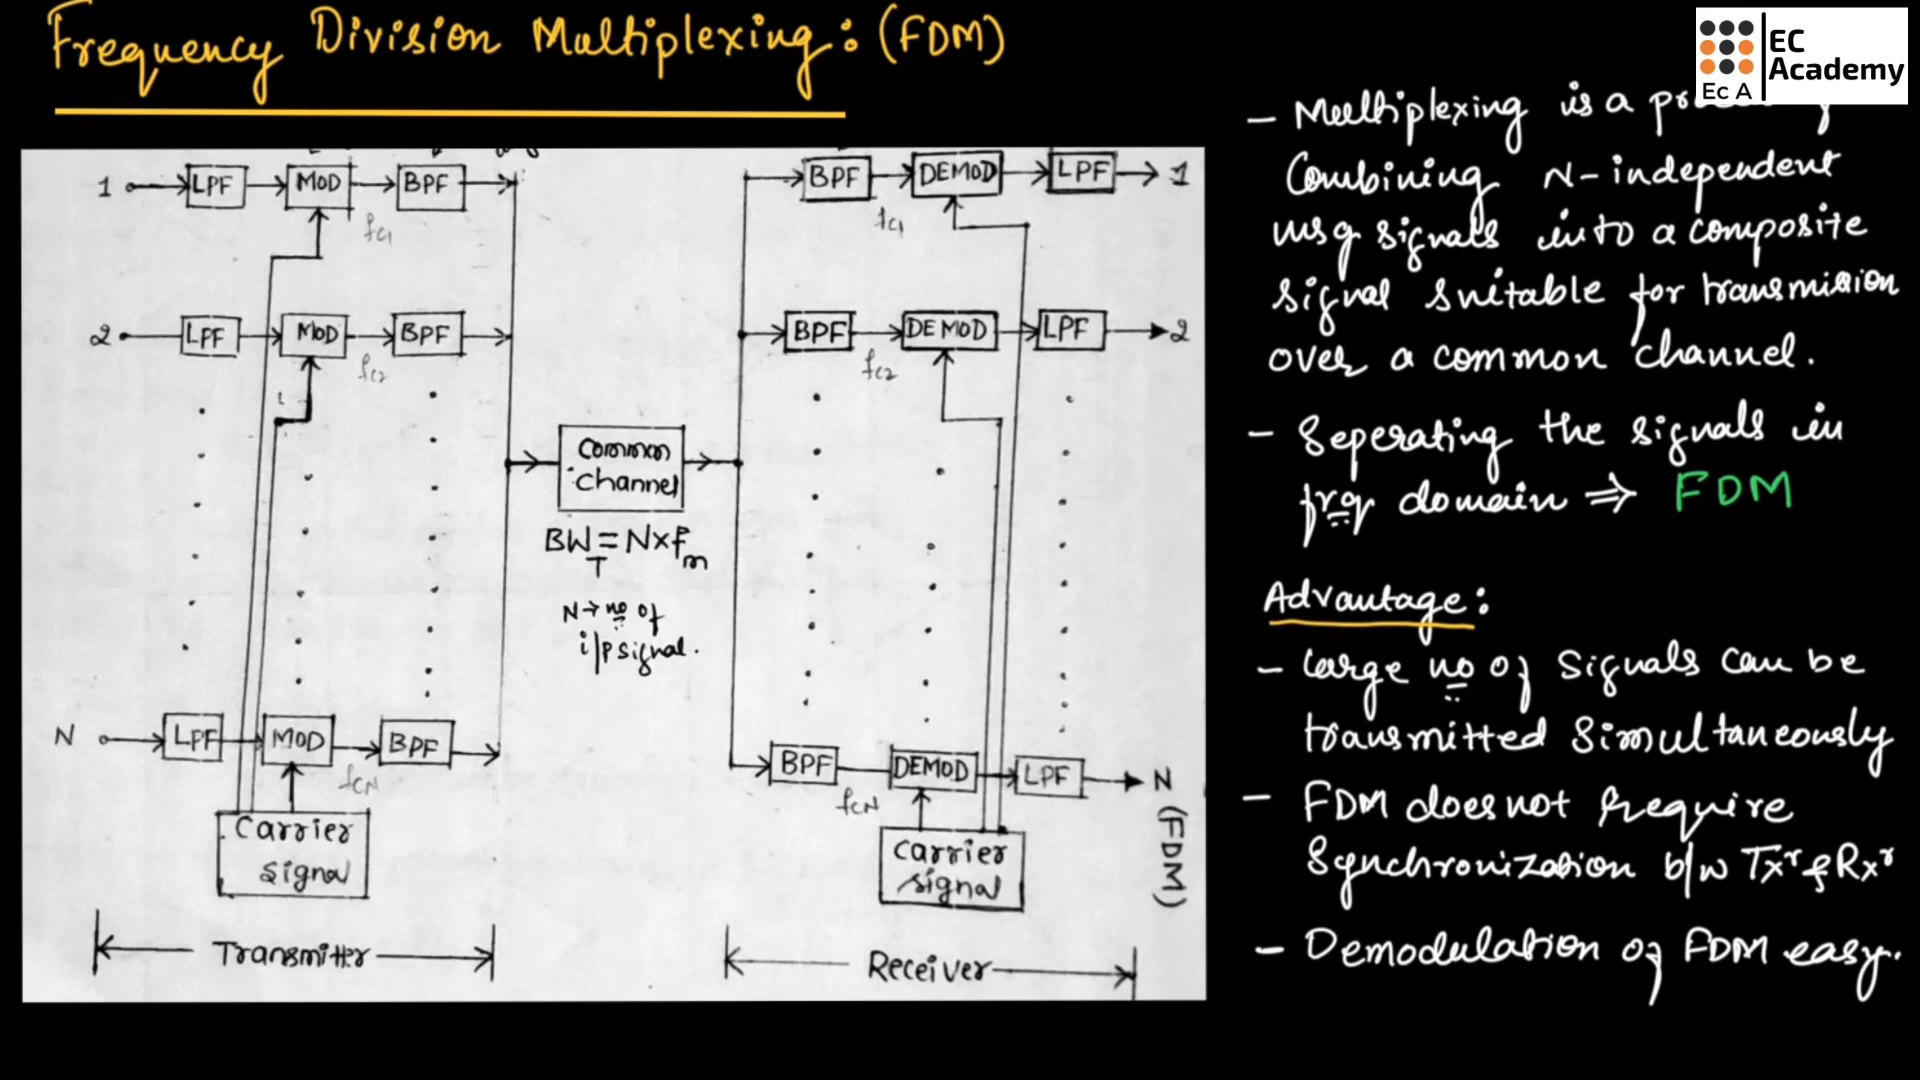 Frequency Division Multiplexing: (FDM)
EC
Academy
Ec A
- Multiplexing is a
Combining N-independent
msg signals into a composite
signal suitable for transmission
over a common channel.
- Seperating the signals in
freq domain ⇒ FDM
Advantage:
- large no of signals can be
transmitted Simultaneously
- FDM does not require
Synchronization b/w Txr & Rxr
- Demodulation of FDM easy.
1 LPF MOD BPF
fc1
2 LPF MOD BPF
fc2
N LPF MOD BPF
fcN
Carrier
signal
Transmitter
Common
Channel
BW_T = N×f_m
N→ no of
i/p signal.
BPF DEMOD LPF 1
fc1
BPF DEMOD LPF 2
fc2
BPF DEMOD LPF N
fcN
(FDM)
Carrier
signal
Receiver